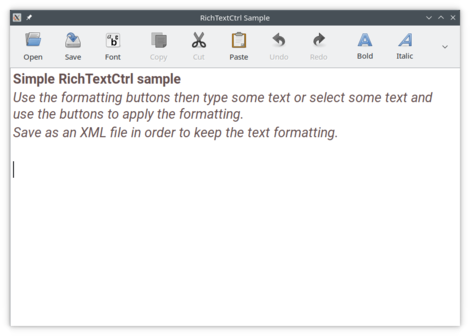 RichTextCtrl Sample
Open Save Font Copy Cut Paste Undo Redo Bold Italic
Simple RichTextCtrl sample
Use the formatting buttons then type some text or select some text and
use the buttons to apply the formatting.
Save as an XML file in order to keep the text formatting.